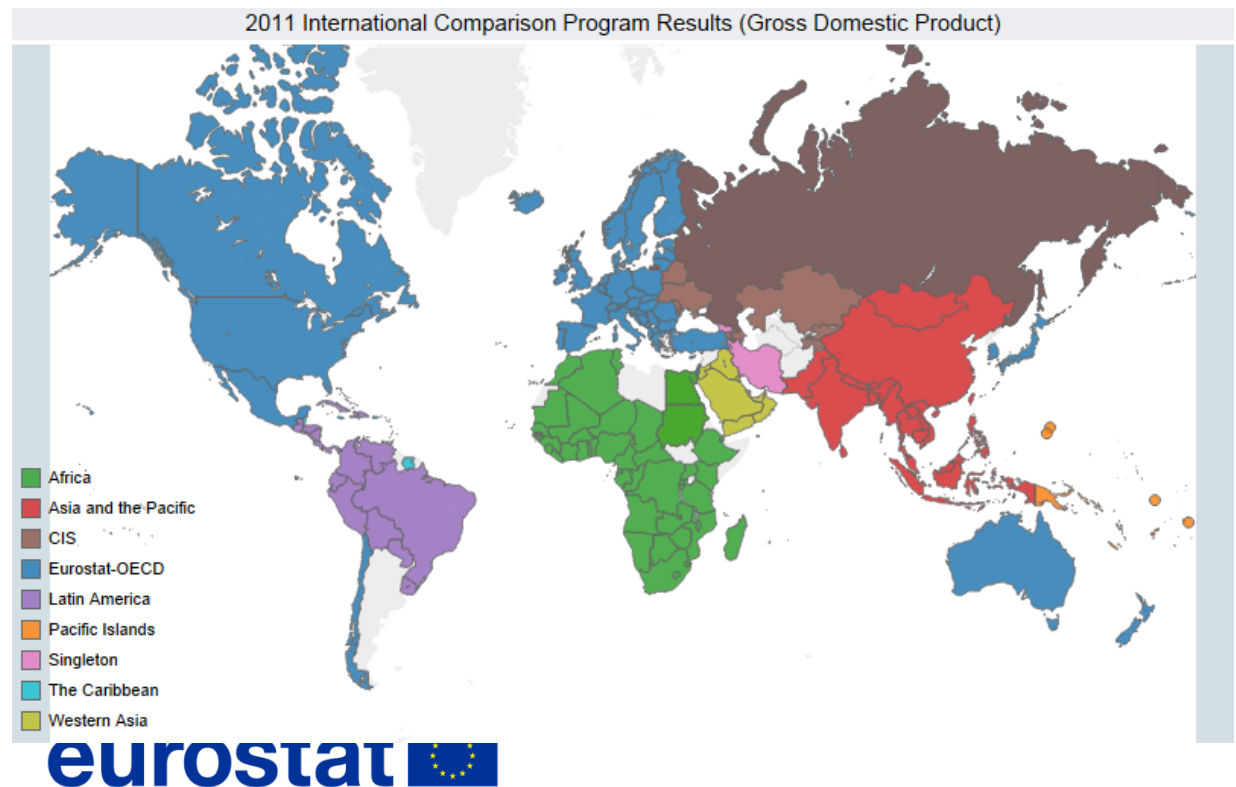 2011 International Comparison Program Results (Gross Domestic Product)
Africa
Asia and the Pacific
CIS
Eurostat-OECD
Latin America
Pacific Islands
Singleton
The Caribbean
Western Asia
eurostat